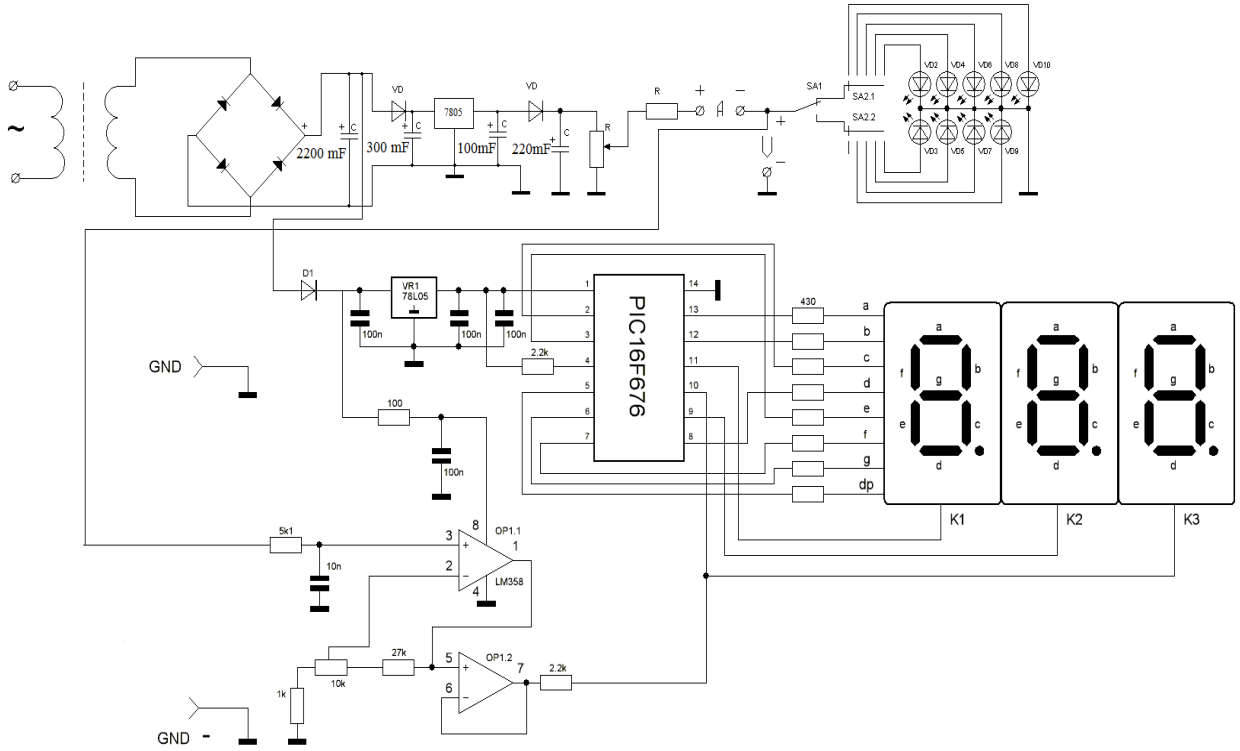 ~
+
C
2200 mF
VD
+ C
300 mF
7805
+ C
100mF
VD
220mF
+
C
R
R
+ A -
+
V
-
SA1
SA2.1
SA2.2
VD2 VD4 VD6 VD8 VD10
VD3 VD5 VD7 VD9
D1
100n
VR1
78L05
100n
100n
2.2k
PIC16F676
1
2
3
4
5
6
7
14
13
12
11
10
9
8
430
a
b
c
d
e
f
g
dp
a
b
c
d
e
f
g
a
b
c
d
e
f
g
a
b
c
d
e
f
g
K1
K2
K3
GND
100
100n
5k1
10n
3
2
8
+
-
4
1
OP1.1
LM358
1k
10k
27k
5
6
+
-
OP1.2
7
2.2k
GND -